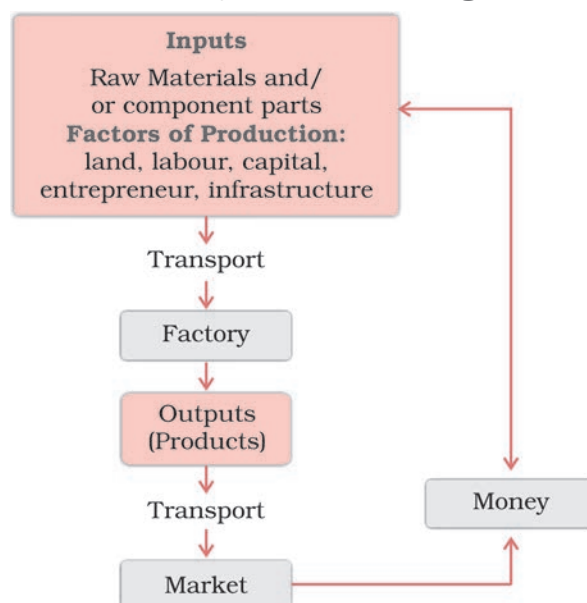 Inputs
Raw Materials and/
or component parts
Factors of Production:
land, labour, capital,
entrepreneur, infrastructure
Transport
Factory
Outputs
(Products)
Transport
Money
Market